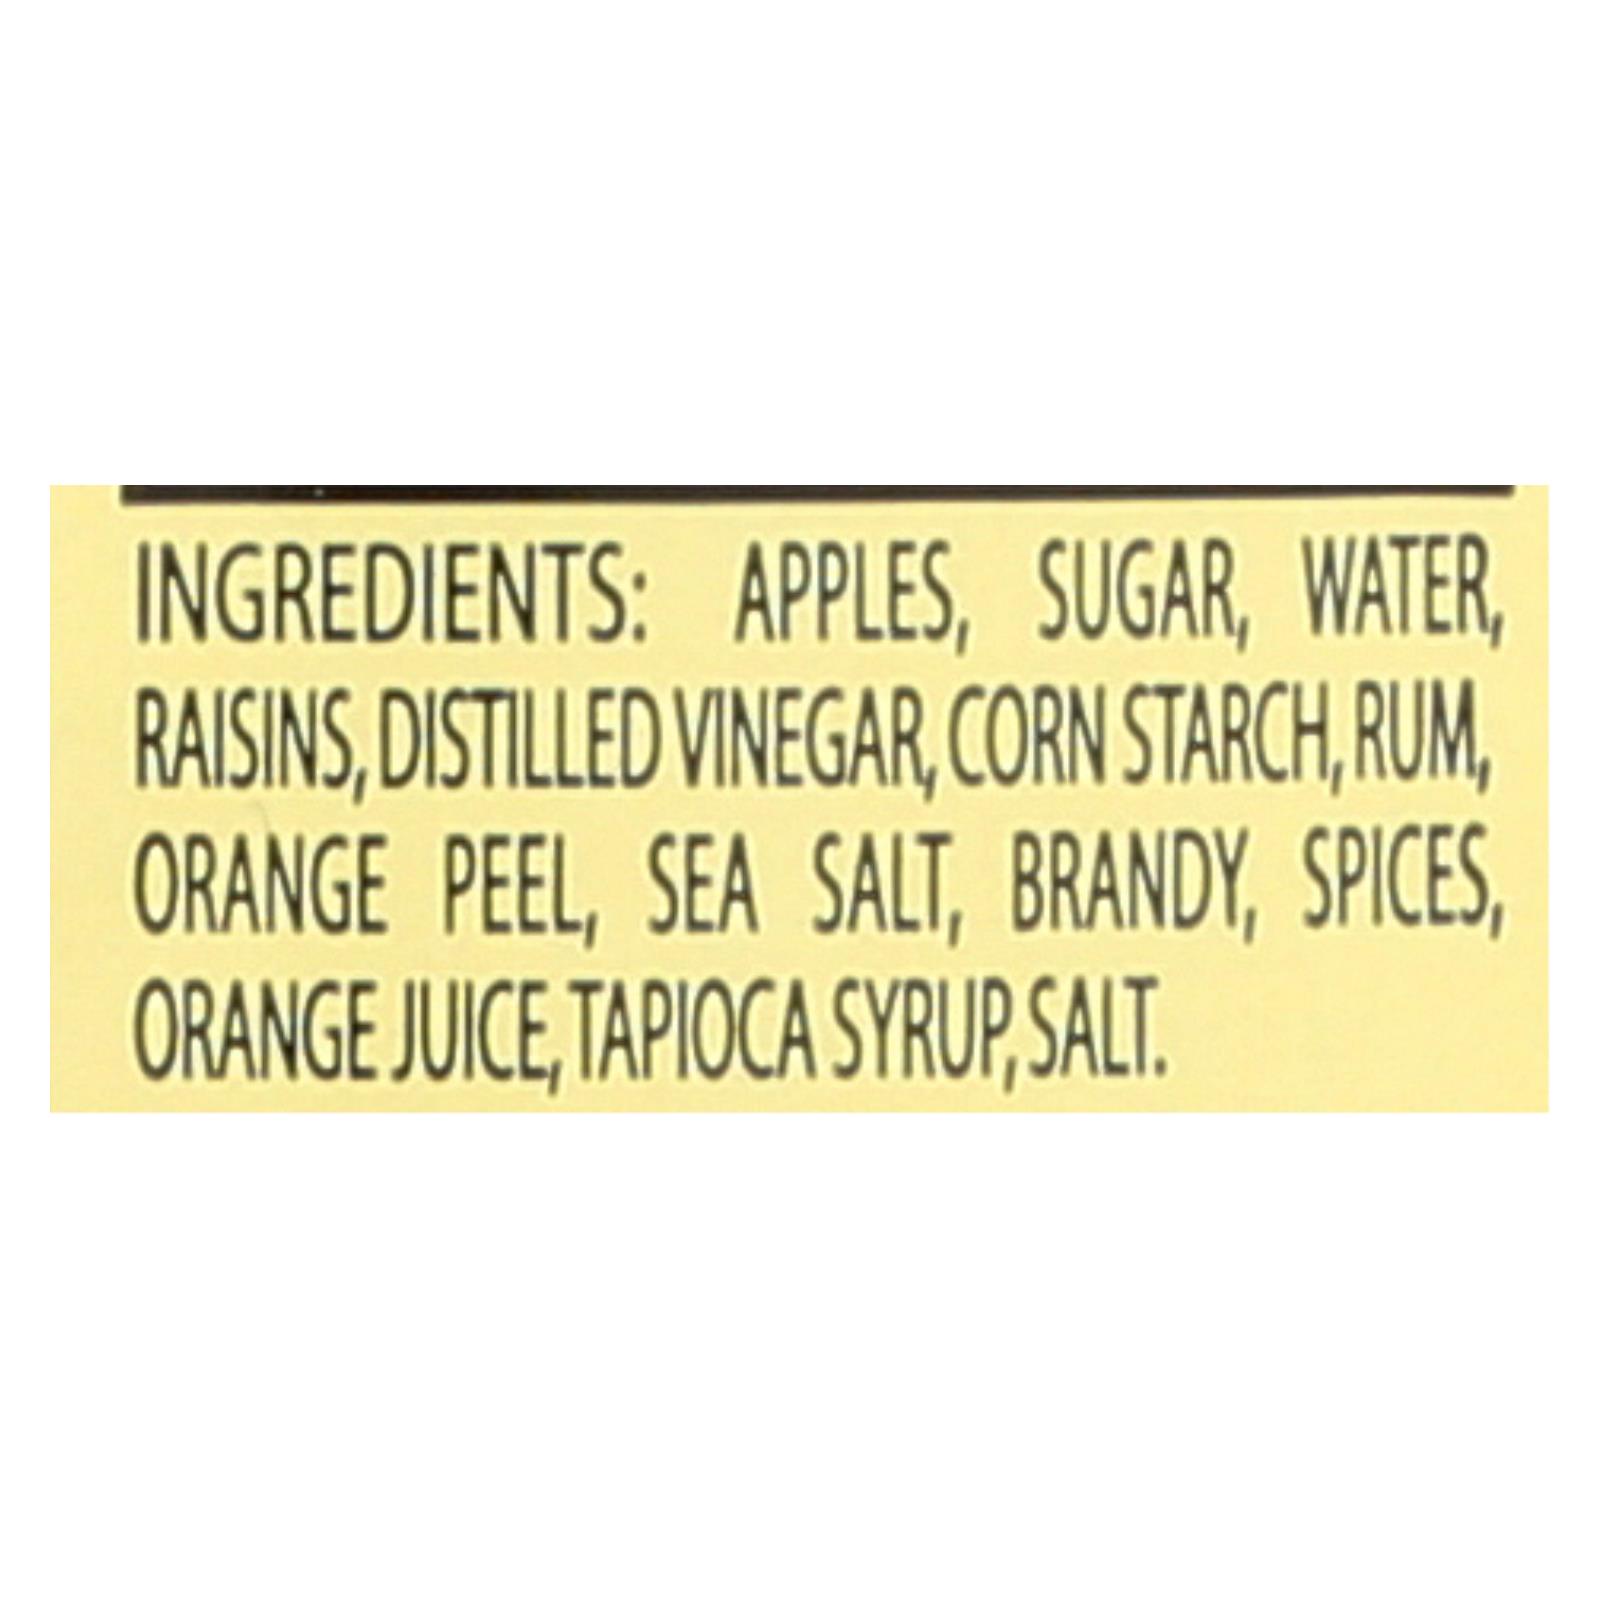 INGREDIENTS: APPLES, SUGAR, WATER,
RAISINS, DISTILLED VINEGAR, CORN STARCH, RUM,
ORANGE PEEL, SEA SALT, BRANDY, SPICES,
ORANGE JUICE, TAPIOCA SYRUP, SALT.